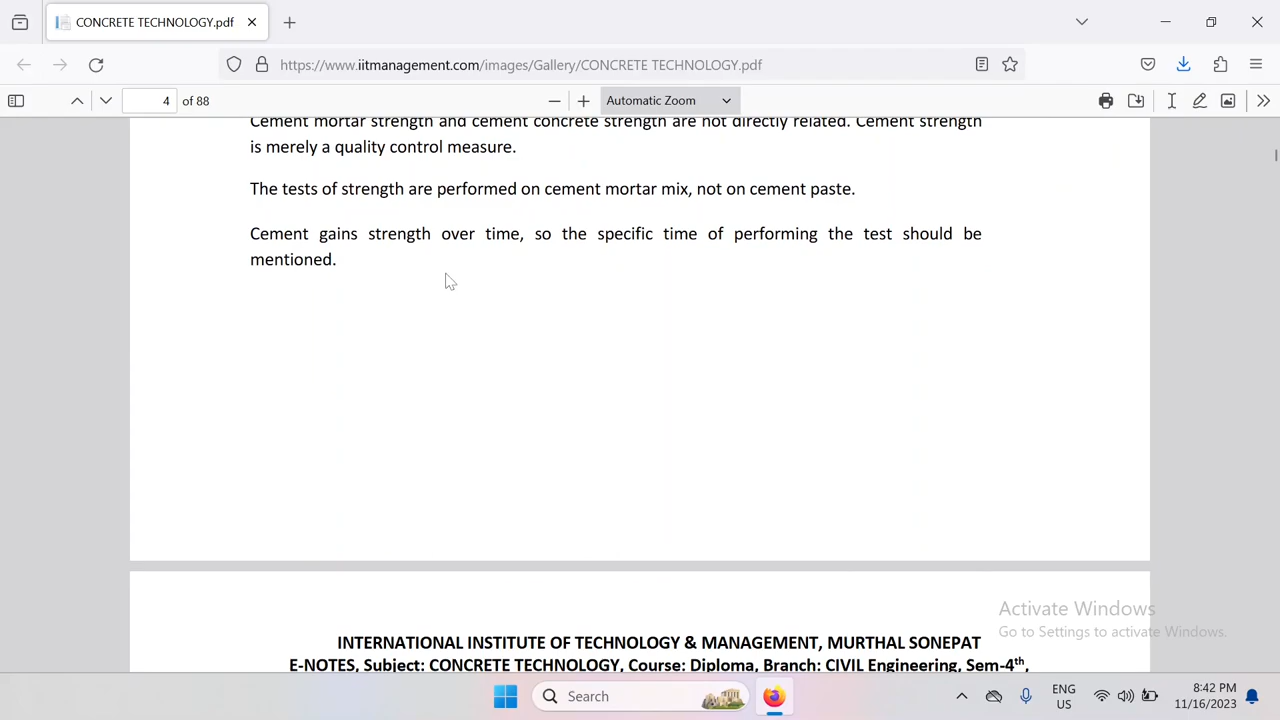 CONCRETE TECHNOLOGY.pdf
https://www.iitmanagement.com/images/Gallery/CONCRETE TECHNOLOGY.pdf
4 of 88
Automatic Zoom
Cement mortar strength and cement concrete strength are not directly related. Cement strength
is merely a quality control measure.
The tests of strength are performed on cement mortar mix, not on cement paste.
Cement gains strength over time, so the specific time of performing the test should be
mentioned.
Activate Windows
Go to Settings to activate Windows.
INTERNATIONAL INSTITUTE OF TECHNOLOGY & MANAGEMENT, MURTHAL SONEPAT
E-NOTES, Subject: CONCRETE TECHNOLOGY, Course: Diploma, Branch: CIVIL Engineering, Sem-4th,
Search
ENG
US
8:42 PM
11/16/2023